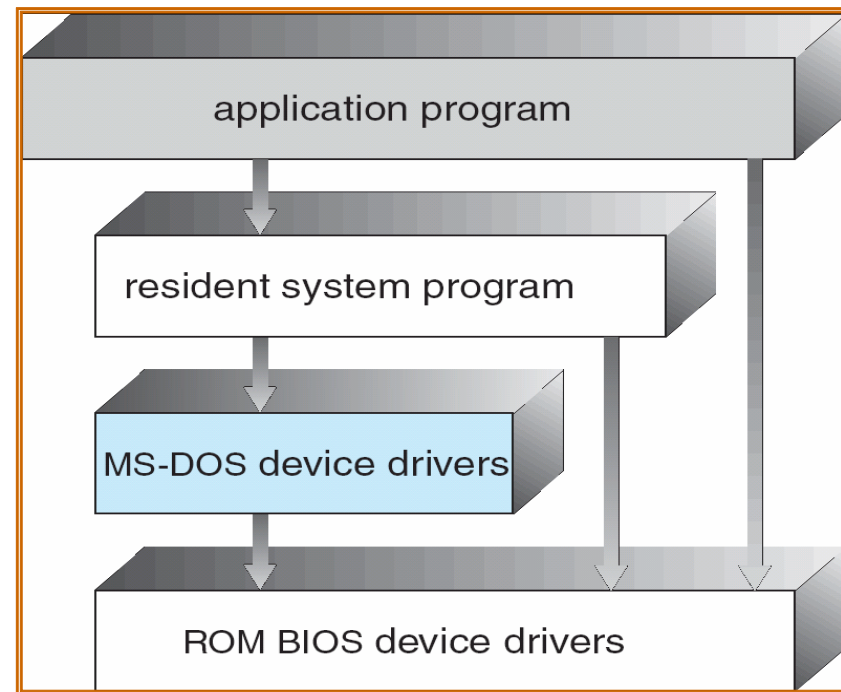 application program
resident system program
MS-DOS device drivers
ROM BIOS device drivers